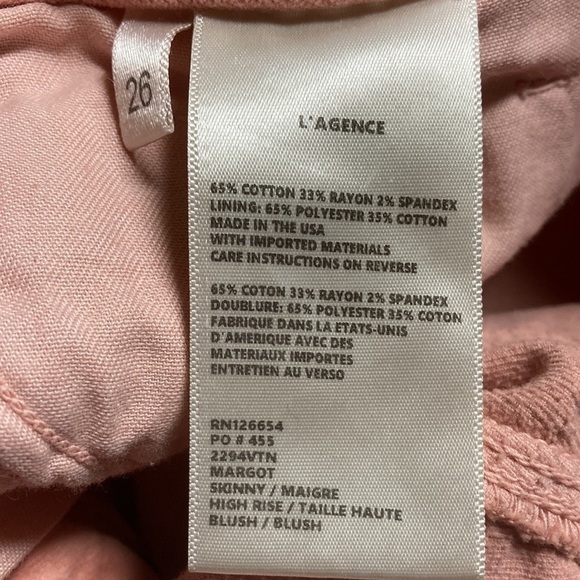 26
L'AGENCE
65% COTTON 33% RAYON 2% SPANDEX
LINING: 65% POLYESTER 35% COTTON
MADE IN THE USA
WITH IMPORTED MATERIALS
CARE INSTRUCTIONS ON REVERSE
65% COTON 33% RAYON 2% SPANDEX
DOUBLURE: 65% POLYESTER 35% COTON
FABRIQUE DANS LA ETATS-UNIS
D'AMERIQUE AVEC DES
MATERIAUX IMPORTES
ENTRETIEN AU VERSO
RN126654
PO # 455
2294VTN
MARGOT
SKINNY / MAIGRE
HIGH RISE / TAILLE HAUTE
BLUSH / BLUSH